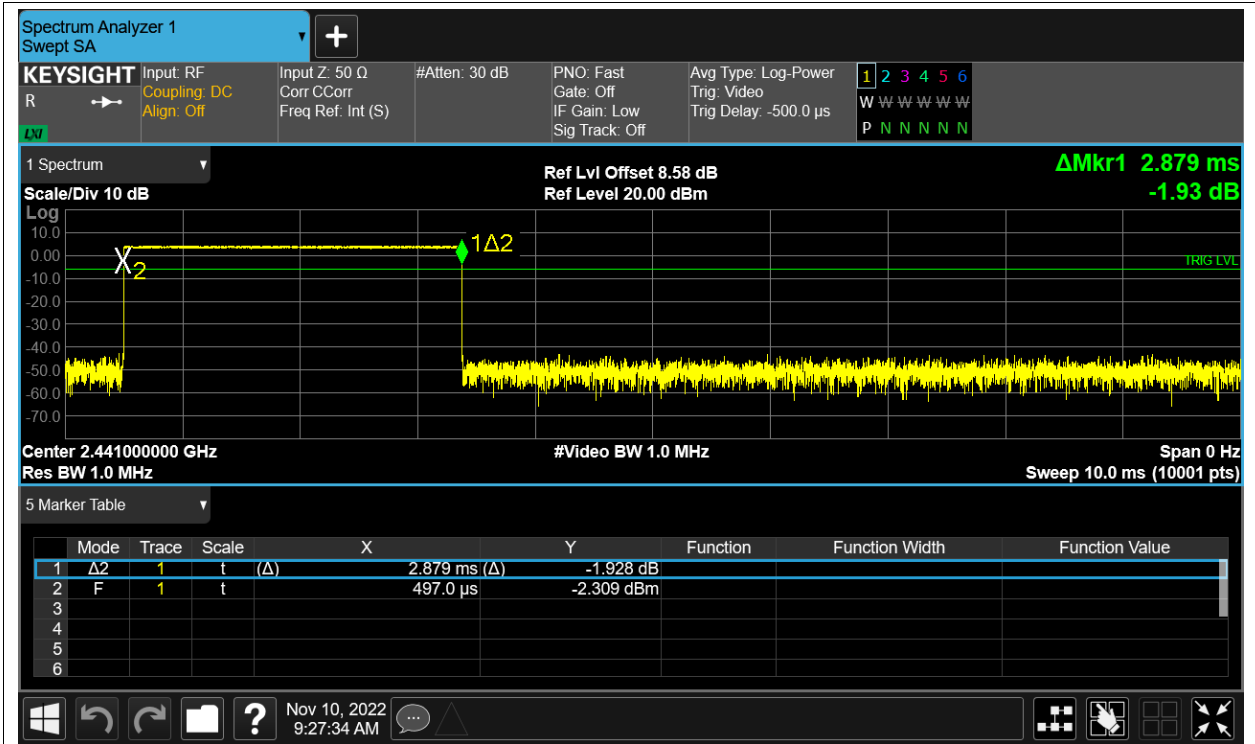 Spectrum Analyzer 1
Swept SA
+
KEYSIGHT
R
LXI
Input: RF
Coupling: DC
Align: Off
Input Z: 50 Ω
Corr CCorr
Freq Ref: Int (S)
#Atten: 30 dB
PNO: Fast
Gate: Off
IF Gain: Low
Sig Track: Off
Avg Type: Log-Power
Trig: Video
Trig Delay: -500.0 µs
1 2 3 4 5 6
W W W W W W
P N N N N N
1 Spectrum
Scale/Div 10 dB
Ref Lvl Offset 8.58 dB
Ref Level 20.00 dBm
ΔMkr1 2.879 ms
-1.93 dB
Log
10.0
0.00
-10.0
-20.0
-30.0
-40.0
-50.0
-60.0
-70.0
X2
1Δ2
TRIG LVL
Center 2.441000000 GHz
Res BW 1.0 MHz
#Video BW 1.0 MHz
Span 0 Hz
Sweep 10.0 ms (10001 pts)
5 Marker Table
Mode Trace Scale X Y Function Function Width Function Value
1 Δ2 1 t (Δ) 2.879 ms (Δ) -1.928 dB
2 F 1 t 497.0 µs -2.309 dBm
3
4
5
6
?
Nov 10, 2022
9:27:34 AM